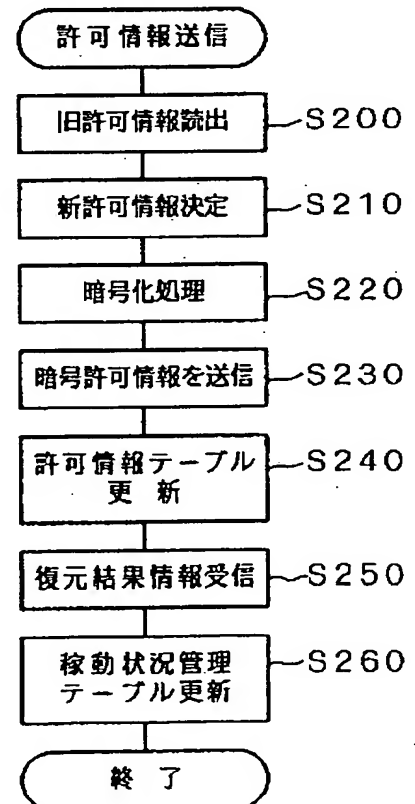 許可情報送信
旧許可情報読出 S200
新許可情報決定 S210
暗号化処理 S220
暗号許可情報を送信 S230
許可情報テーブル
更 新 S240
復元結果情報受信 S250
稼動状況管理
テーブル更新 S260
終 了